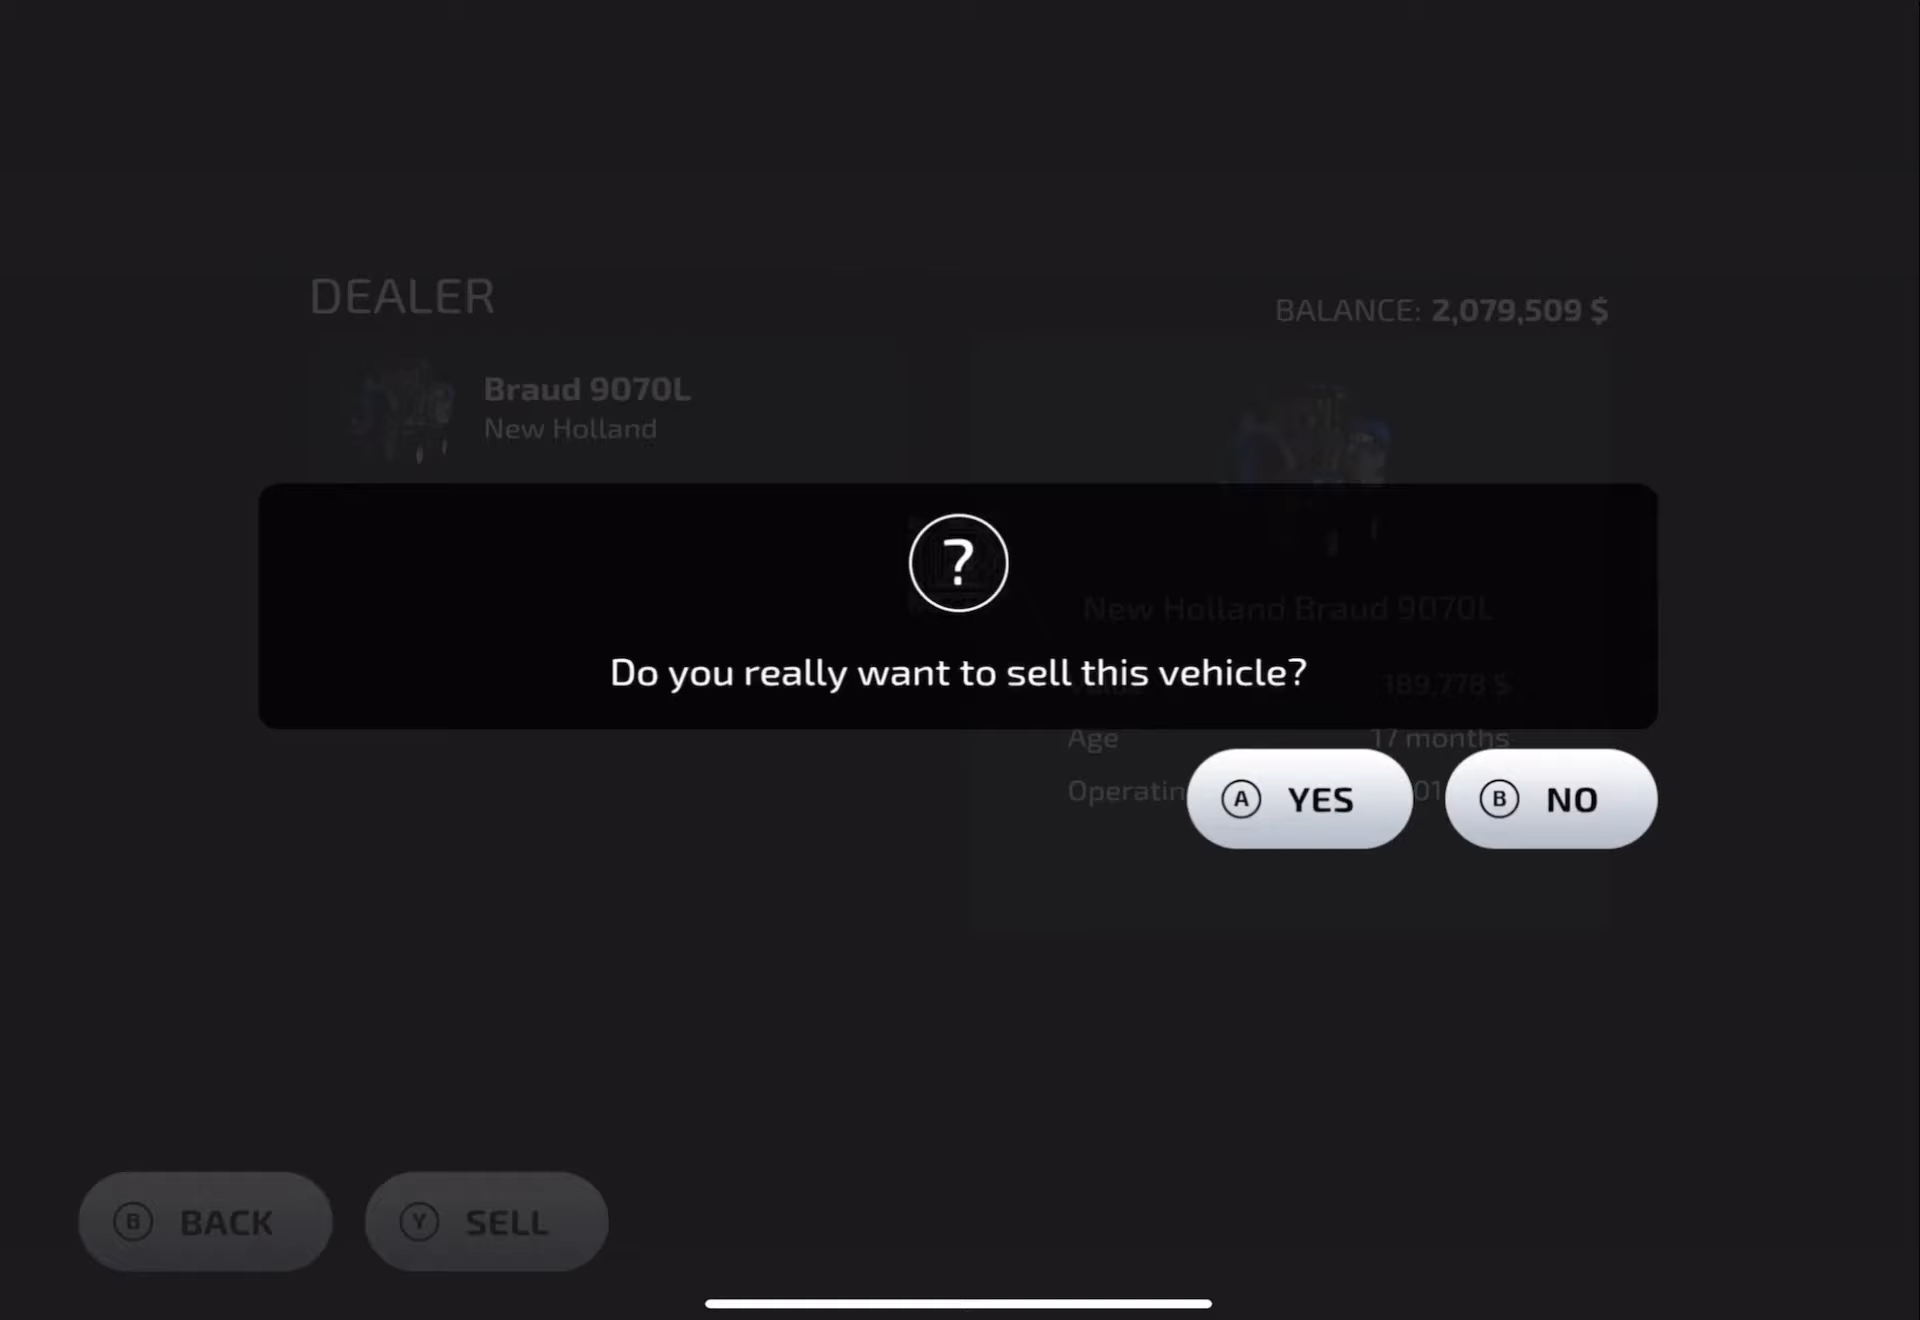 DEALER
BALANCE: 2,079,509 $
Braud 9070L
New Holland
?
New Holland Braud 9070L
Do you really want to sell this vehicle?
189,778 $
Age 17 months
A YES
B NO
B BACK
Y SELL